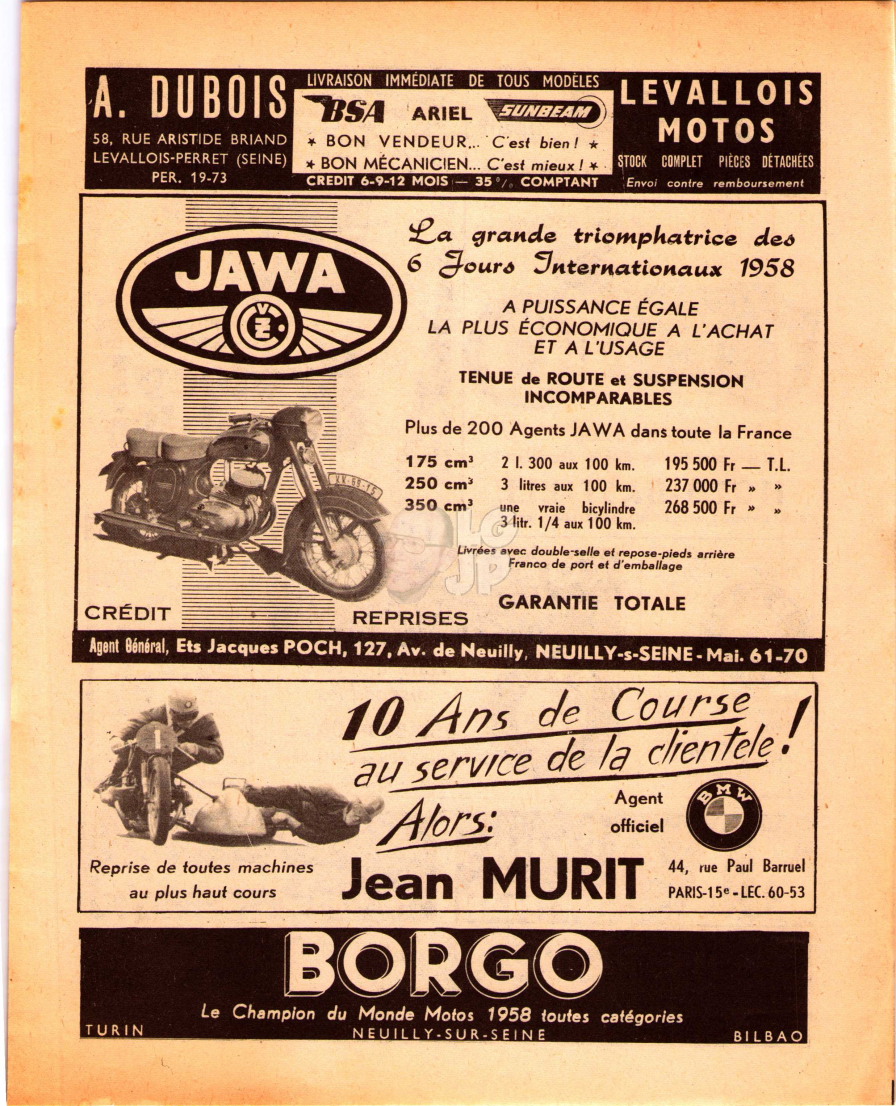 A. DUBOIS
58, RUE ARISTIDE BRIAND
LEVALLOIS-PERRET (SEINE)
PER. 19-73
LIVRAISON IMMÉDIATE DE TOUS MODÈLES
BSA ARIEL SUNBEAM
* BON VENDEUR... C'est bien! *
* BON MÉCANICIEN... C'est mieux! *
CREDIT 6-9-12 MOIS — 35 % COMPTANT
LEVALLOIS
MOTOS
STOCK COMPLET PIÈCES DÉTACHÉES
Envoi contre remboursement
JAWA
CZ
La grande triomphatrice des
6 Jours Internationaux 1958
A PUISSANCE ÉGALE
LA PLUS ÉCONOMIQUE A L'ACHAT
ET A L'USAGE
TENUE de ROUTE et SUSPENSION
INCOMPARABLES
Plus de 200 Agents JAWA dans toute la France
175 cm³ 2 l. 300 aux 100 km. 195 500 Fr — T.L.
250 cm³ 3 litres aux 100 km. 237 000 Fr » »
350 cm³ une vraie bicylindre 268 500 Fr » »
3 litr. 1/4 aux 100 km.
Livrées avec double-selle et repose-pieds arrière
Franco de port et d'emballage
GARANTIE TOTALE
XX-69-15
LG
JP
CRÉDIT REPRISES
Agent Général, Ets Jacques POCH, 127, Av. de Neuilly, NEUILLY-s-SEINE - Mai. 61-70
10 Ans de Course
au service de la clientele!
Alors:
Agent
officiel
BMW
1
Reprise de toutes machines
au plus haut cours
Jean MURIT
44, rue Paul Barruel
PARIS-15e - LEC. 60-53
BORGO
Le Champion du Monde Motos 1958 toutes catégories
TURIN NEUILLY-SUR-SEINE BILBAO